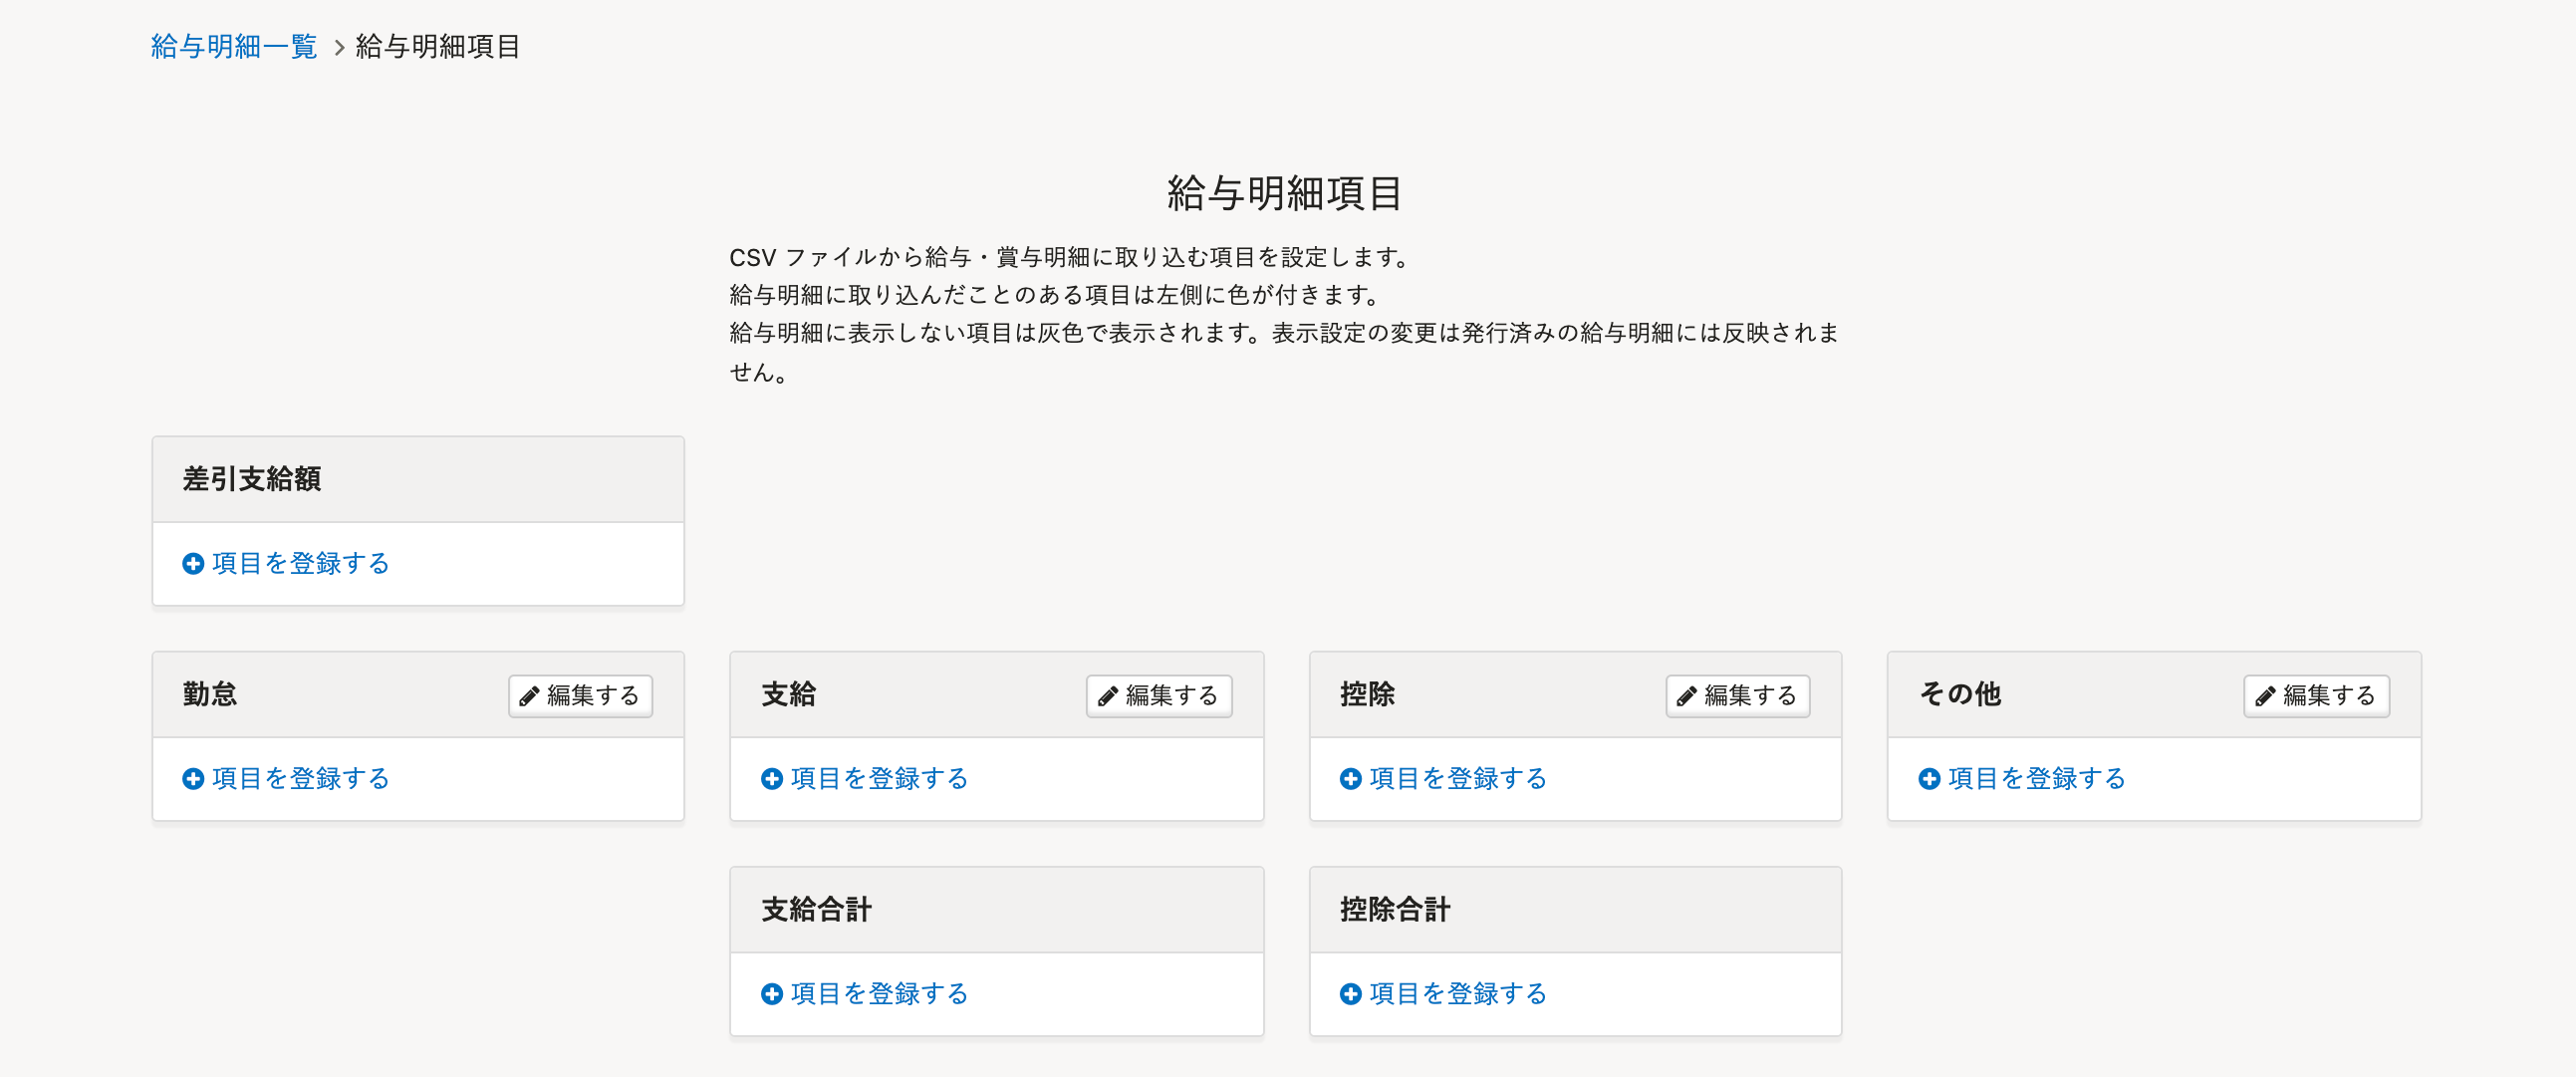 給与明細一覧 > 給与明細項目
給与明細項目
CSV ファイルから給与・賞与明細に取り込む項目を設定します。
給与明細に取り込んだことのある項目は左側に色が付きます。
給与明細に表示しない項目は灰色で表示されます。表示設定の変更は発行済みの給与明細には反映されま
せん。
差引支給額
項目を登録する
勤怠 編集する
項目を登録する
支給 編集する
項目を登録する
控除 編集する
項目を登録する
その他 編集する
項目を登録する
支給合計
項目を登録する
控除合計
項目を登録する